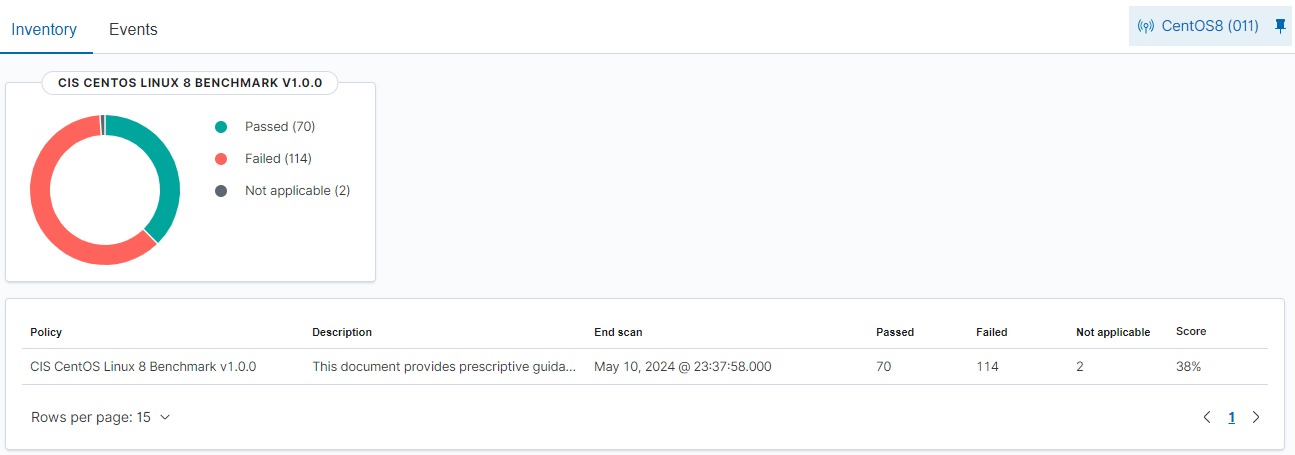 Inventory Events CentOS8 (011)
CIS CENTOS LINUX 8 BENCHMARK V1.0.0
Passed (70)
Failed (114)
Not applicable (2)
Policy Description End scan Passed Failed Not applicable Score
CIS CentOS Linux 8 Benchmark v1.0.0 This document provides prescriptive guida... May 10, 2024 @ 23:37:58.000 70 114 2 38%
Rows per page: 15 1